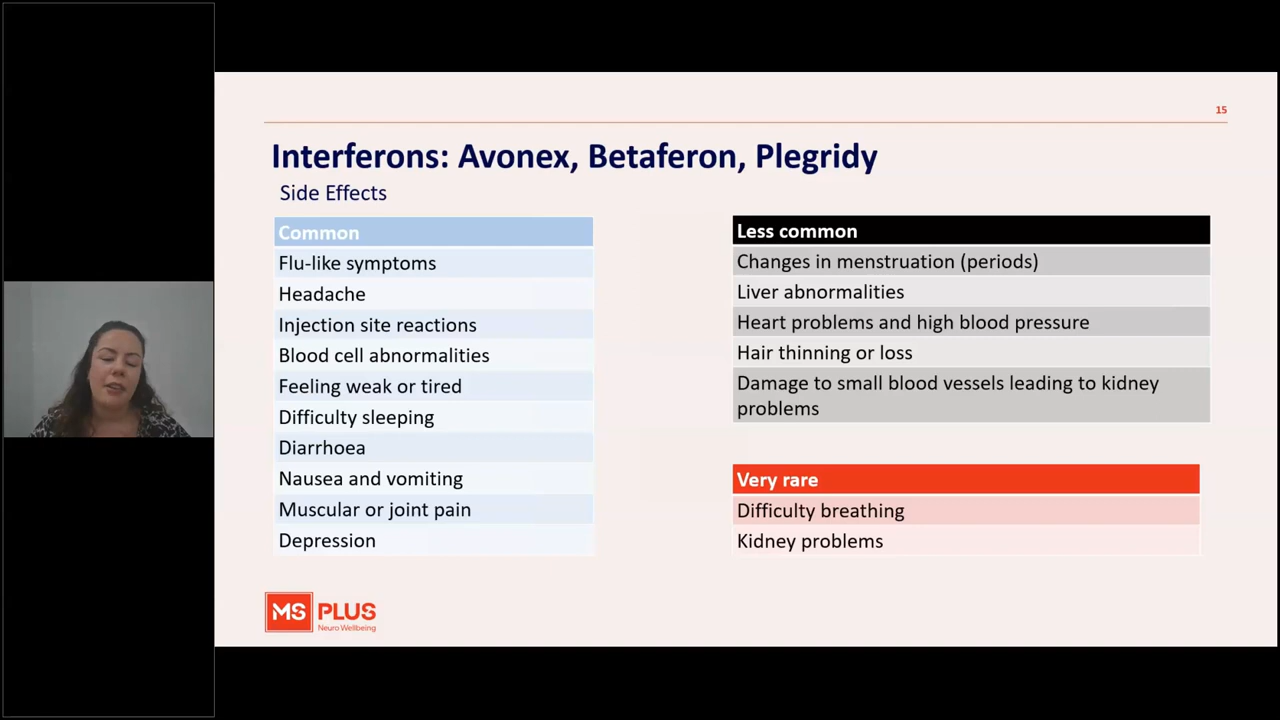 15
Interferons: Avonex, Betaferon, Plegridy
Side Effects
Common
Flu-like symptoms
Headache
Injection site reactions
Blood cell abnormalities
Feeling weak or tired
Difficulty sleeping
Diarrhoea
Nausea and vomiting
Muscular or joint pain
Depression
Less common
Changes in menstruation (periods)
Liver abnormalities
Heart problems and high blood pressure
Hair thinning or loss
Damage to small blood vessels leading to kidney
problems
Very rare
Difficulty breathing
Kidney problems
MS PLUS
Neuro Wellbeing